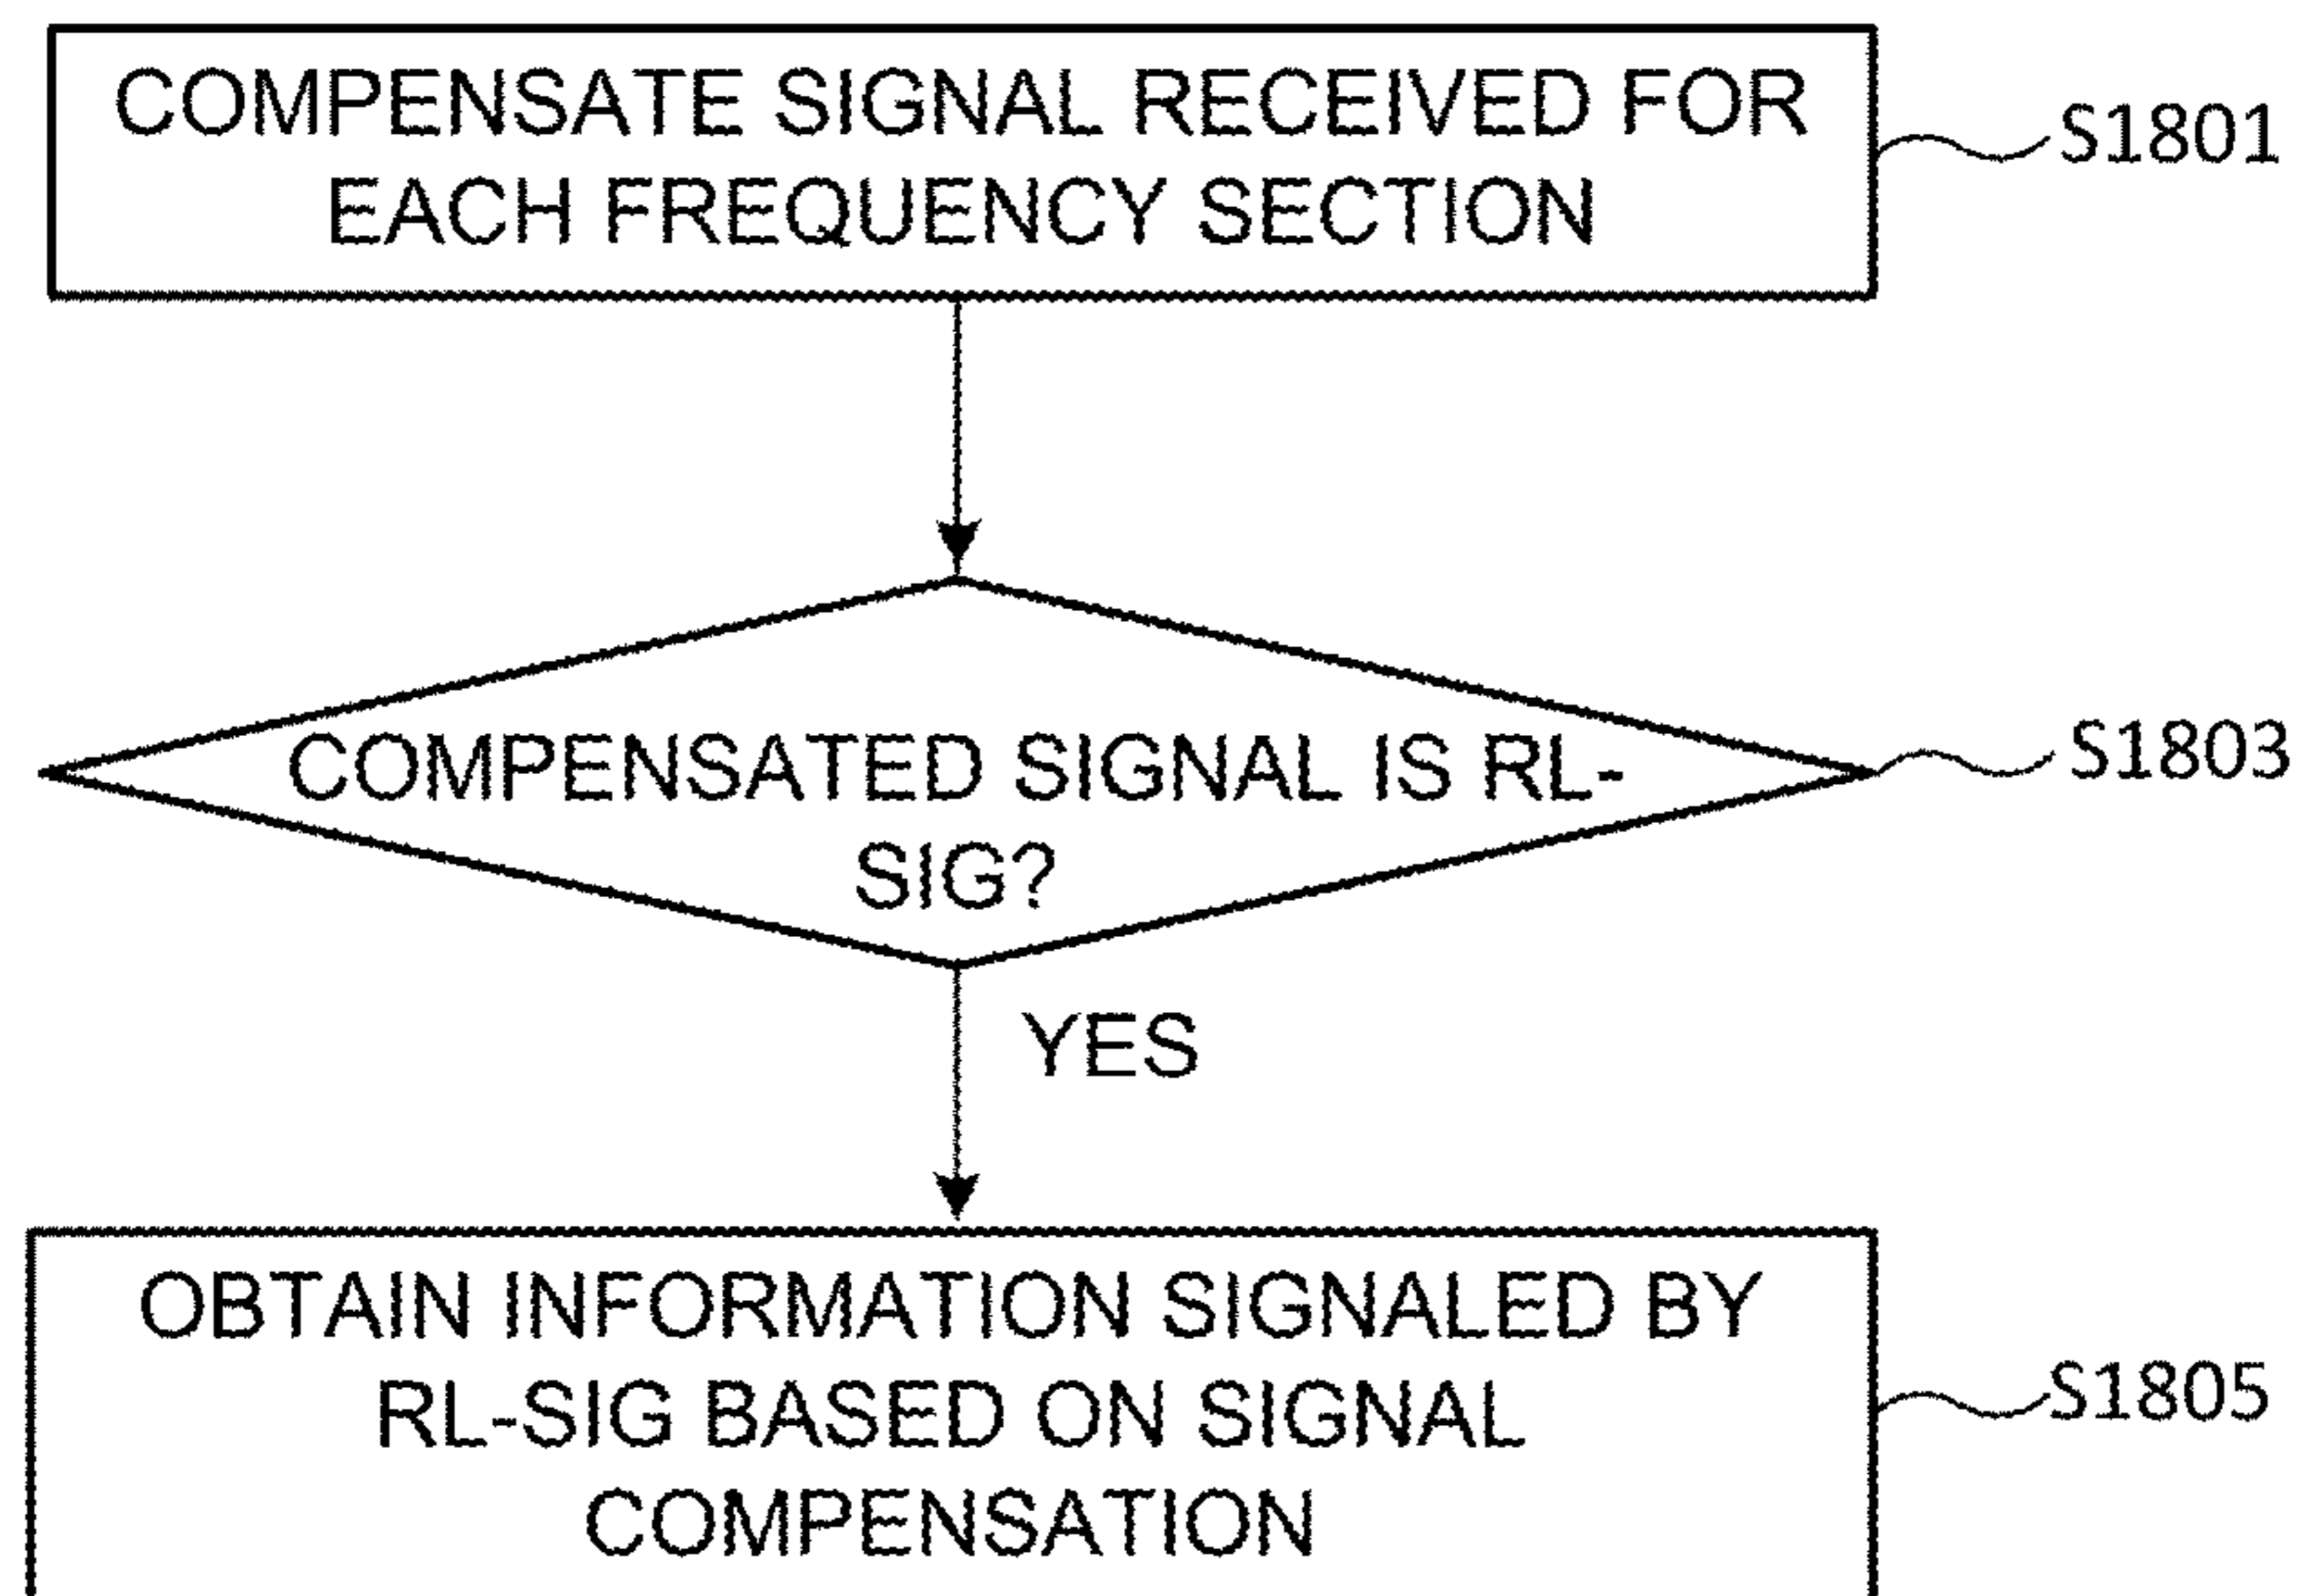 COMPENSATE SIGNAL RECEIVED FOR
EACH FREQUENCY SECTION
S1801
COMPENSATED SIGNAL IS RL-
SIG?
S1803
YES
OBTAIN INFORMATION SIGNALED BY
RL-SIG BASED ON SIGNAL
COMPENSATION
S1805